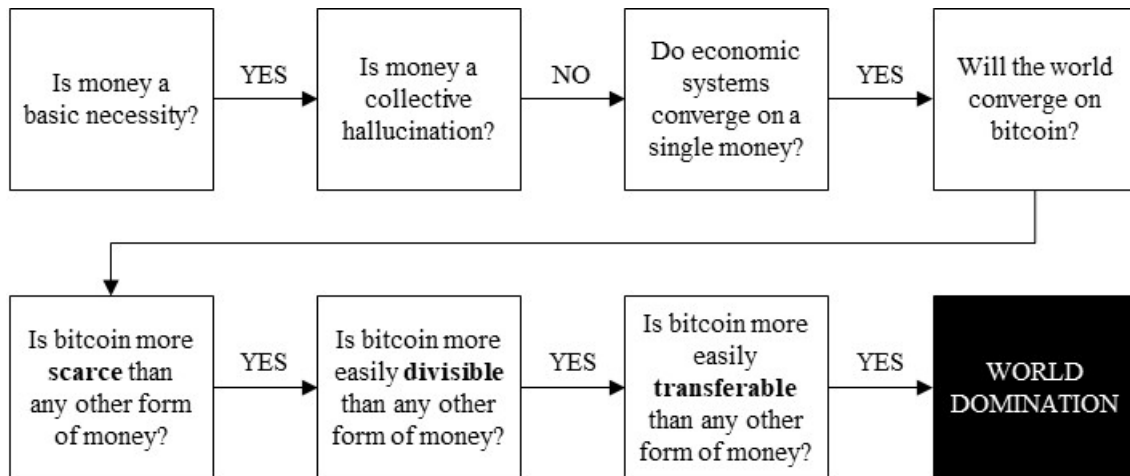 Is money a
basic necessity?
YES
Is money a
collective
hallucination?
NO
Do economic
systems
converge on a
single money?
YES
Will the world
converge on
bitcoin?
Is bitcoin more
scarce than
any other form
of money?
YES
Is bitcoin more
easily divisible
than any other
form of money?
YES
Is bitcoin more
easily
transferable
than any other
form of money?
YES
WORLD
DOMINATION